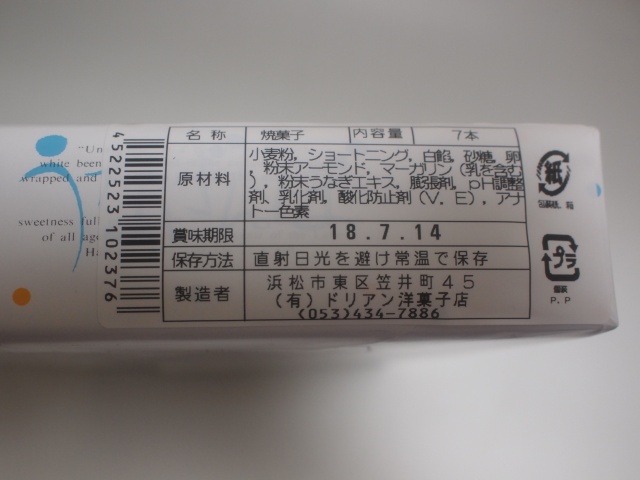 "Un
white been
wrapped and
sweetness full
of all age
Ha
4522523102376
名称 焼菓子 内容量 7本
原材料
小麦粉, ショートニング, 白餡, 砂糖, 卵
, 粉末アーモンド, マーガリン (乳を含む
), 粉末うなぎエキス, 膨張剤, pH調整
剤, 乳化剤, 酸化防止剤 (V. E), アナ
トー色素
賞味期限 18.7.14
保存方法 直射日光を避け常温で保存
製造者
浜松市東区笠井町45
(有) ドリアン洋菓子店
(053)434-7886
紙
プラ
P.P